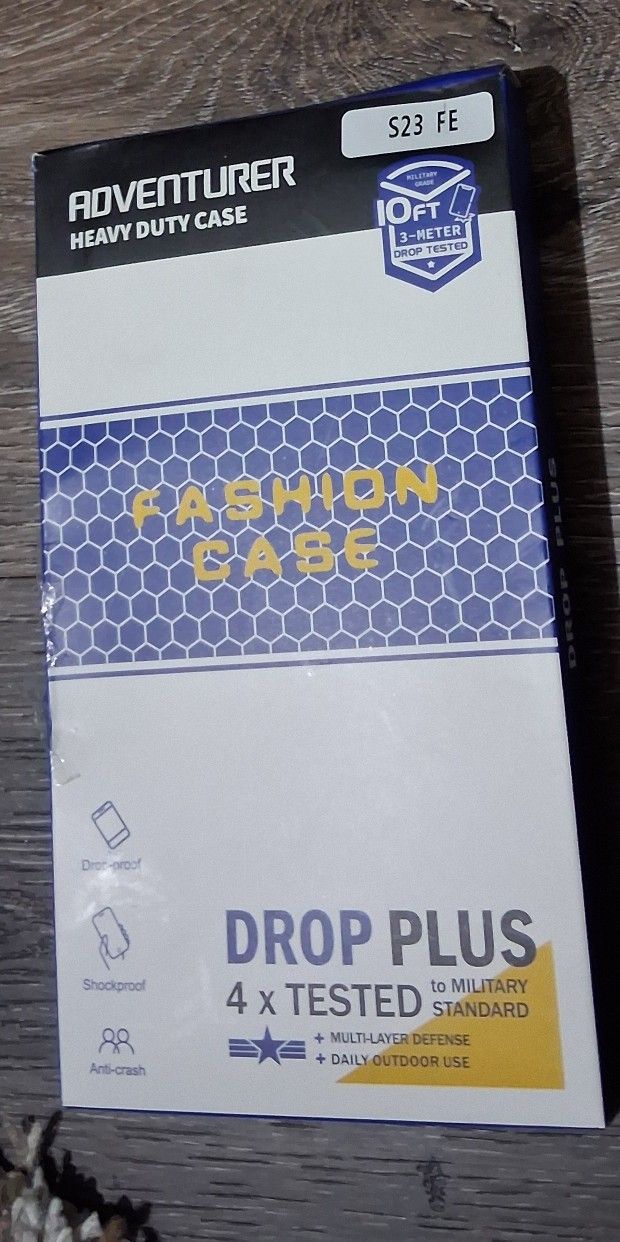 S23 FE
ADVENTURER
HEAVY DUTY CASE
MILITARY
GRADE
10FT
3-METER
DROP TESTED
FASHION
CASE
DROP PLUS
Drop-proof
Shockproof
Anti-crash
DROP PLUS
4 x TESTED
to MILITARY
STANDARD
+ MULTI-LAYER DEFENSE
+ DAILY OUTDOOR USE